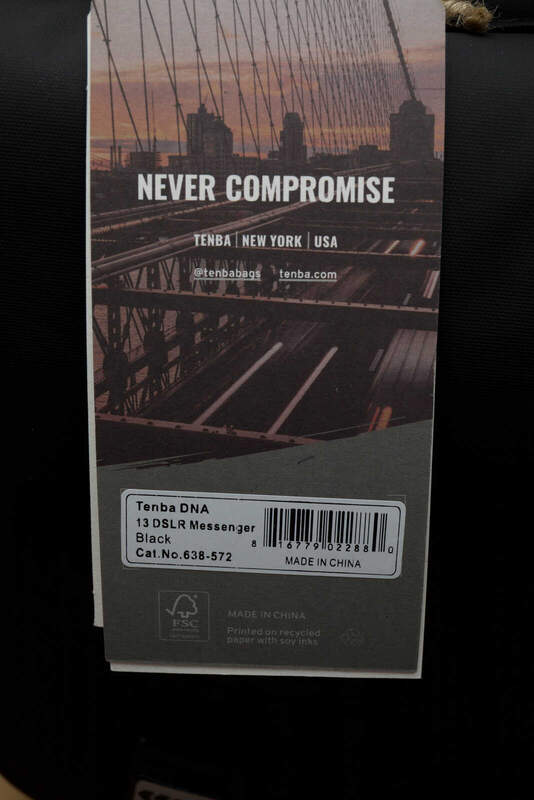 NEVER COMPROMISE
TENBA | NEW YORK | USA
@tenbabags tenba.com
Tenba DNA
13 DSLR Messenger
Black
Cat.No.638-572
8 16779 02288 0
MADE IN CHINA
FSC
MADE IN CHINA
Printed on recycled
paper with soy inks